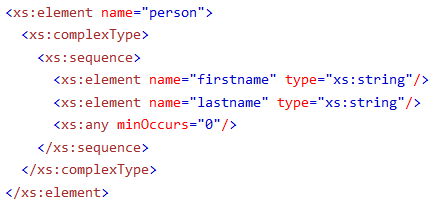 <xs:element name="person">
  <xs:complexType>
    <xs:sequence>
      <xs:element name="firstname" type="xs:string"/>
      <xs:element name="lastname" type="xs:string"/>
      <xs:any minOccurs="0"/>
    </xs:sequence>
  </xs:complexType>
</xs:element>